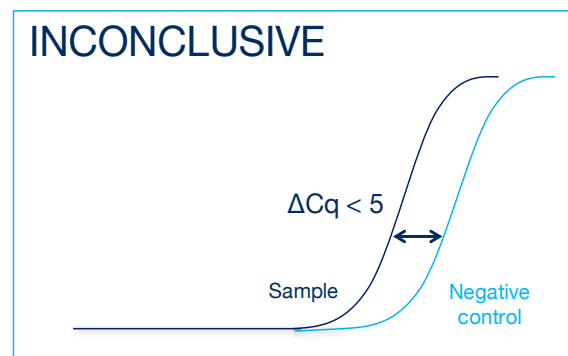 INCONCLUSIVE
ΔCq < 5
Sample
Negative
control